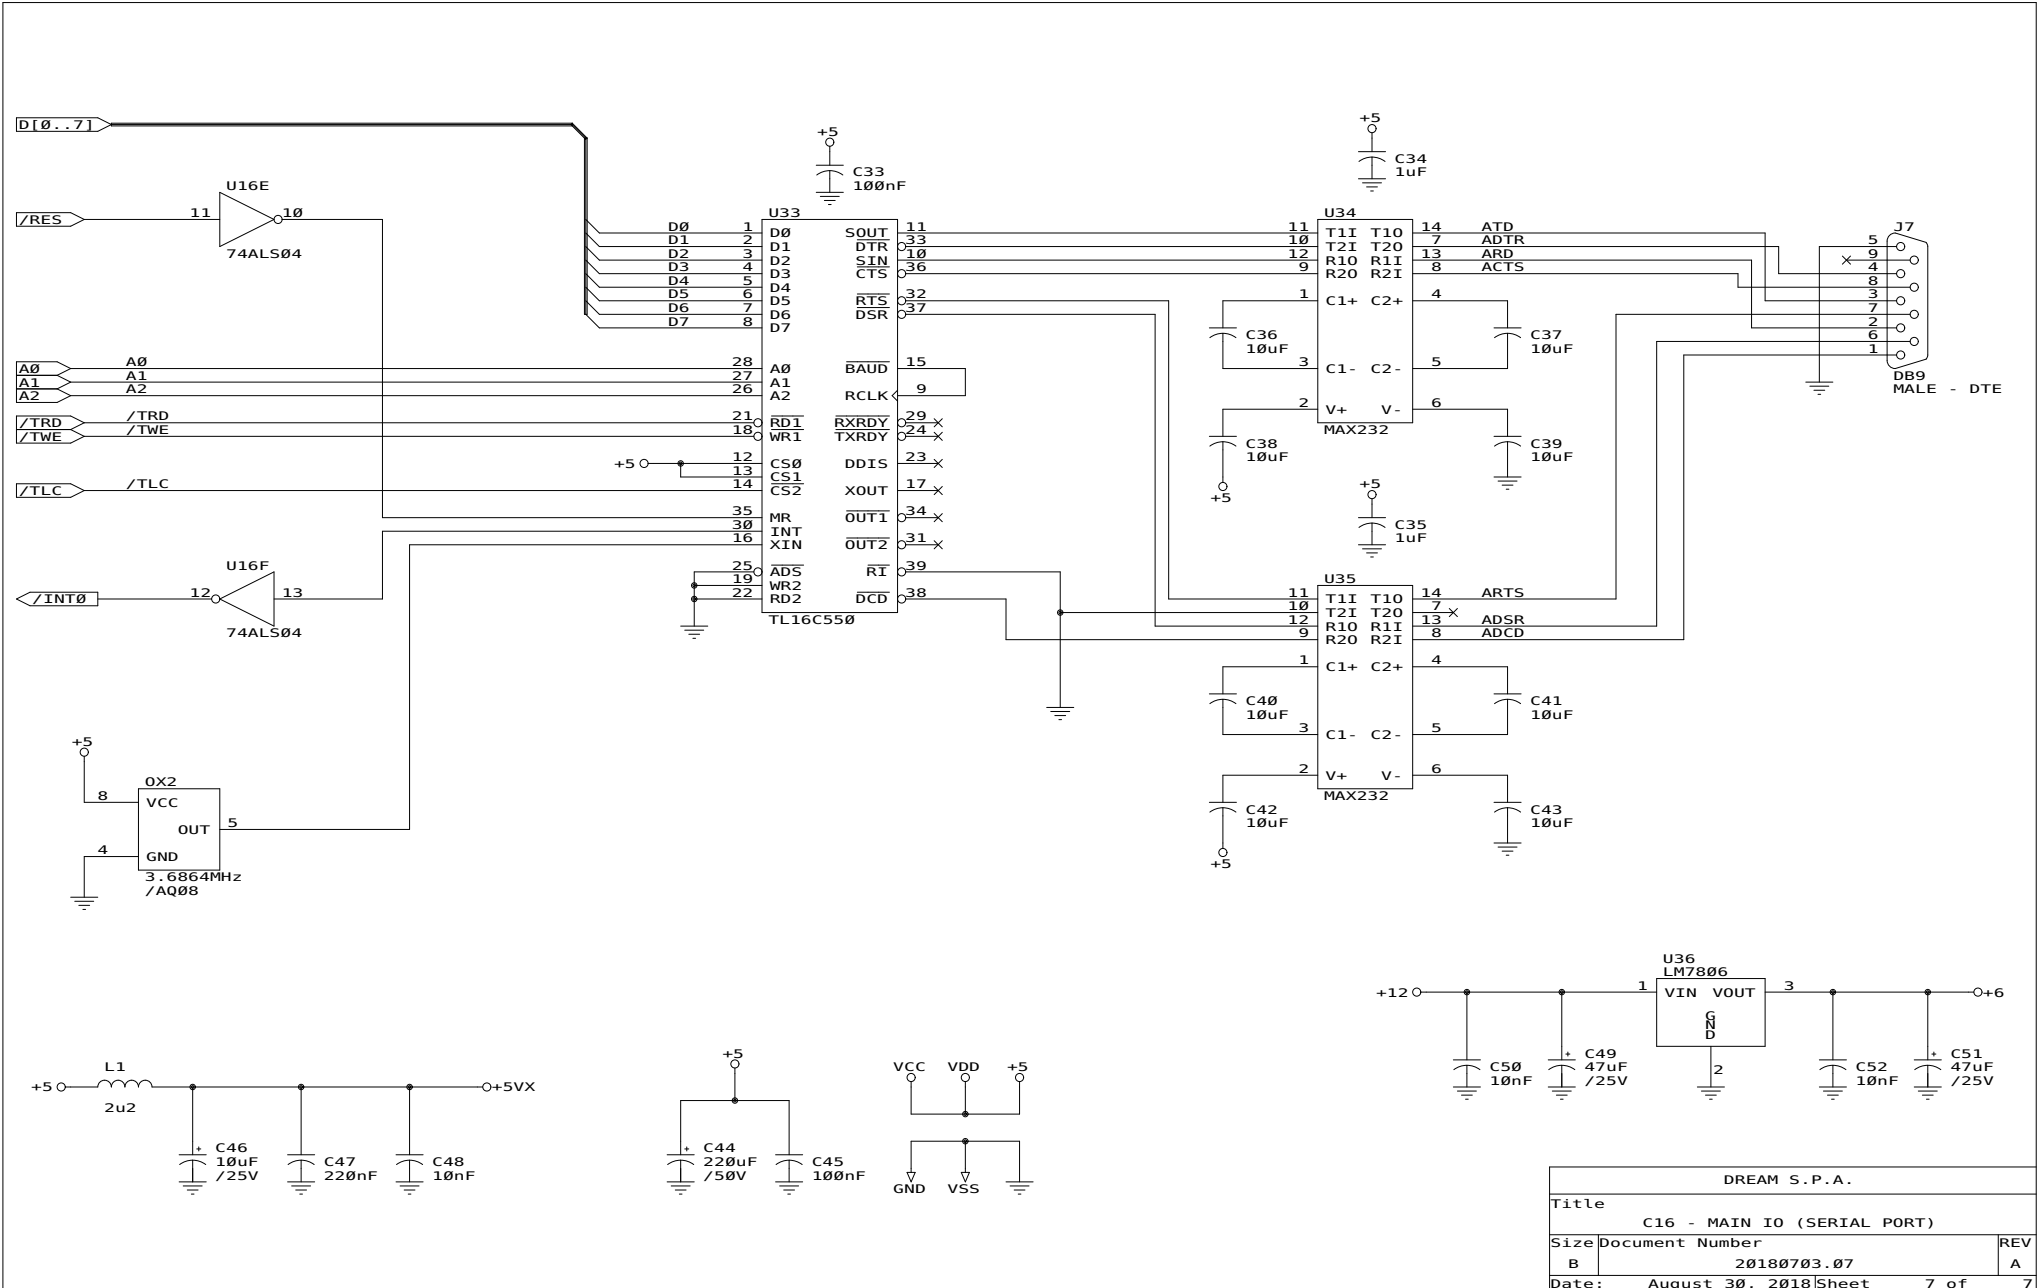 D[0..7]
+5
C33
100nF
+5
C34
1uF
U16E
/RES
11
10
74ALS04
D0
D1
D2
D3
D4
D5
D6
D7
1
2
3
4
5
6
7
8
U33
D0
D1
D2
D3
D4
D5
D6
D7
SOUT
DTR
SIN
CTS
RTS
DSR
11
33
10
36
32
37
U34
11
10
12
9
T1I T1O
T2I T2O
R1O R1I
R2O R2I
14
7
13
8
ATD
ADTR
ARD
ACTS
J7
5
9
4
8
3
7
2
6
1
DB9
MALE - DTE
1
C1+ C2+
4
C36
10uF
C37
10uF
3
C1- C2-
5
2
V+ V-
6
MAX232
C38
10uF
+5
C39
10uF
A0
A1
A2
A0
A1
A2
28
27
26
A0
A1
A2
BAUD
15
RCLK
9
/TRD
/TWE
/TRD
/TWE
21
18
RD1
WR1
RXRDY
TXRDY
29
24
+5
12
13
14
CS0
CS1
CS2
DDIS
23
/TLC
/TLC
XOUT
17
35
30
16
MR
INT
XIN
OUT1
34
OUT2
31
25
19
22
ADS
WR2
RD2
RI
39
DCD
38
TL16C550
U16F
/INT0
12
13
74ALS04
+5
C35
1uF
U35
11
10
12
9
T1I T1O
T2I T2O
R1O R1I
R2O R2I
14
7
13
8
ARTS
ADSR
ADCD
1
C1+ C2+
4
C40
10uF
C41
10uF
3
C1- C2-
5
2
V+ V-
6
MAX232
C42
10uF
+5
C43
10uF
+5
OX2
8
VCC
OUT
5
4
GND
3.6864MHz
/AQ08
U36
LM7806
+12
1
VIN VOUT
GND
3
+6
2
C50
10nF
C49
+
47uF
/25V
C52
10nF
C51
+
47uF
/25V
+5
L1
2u2
+5VX
C46
+
10uF
/25V
C47
220nF
C48
10nF
+5
C44
+
220uF
/50V
C45
100nF
VCC
VDD
+5
GND
VSS
DREAM S.P.A.
Title
C16 - MAIN IO (SERIAL PORT)
Size
Document Number
REV
B
20180703.07
A
Date: August 30, 2018
Sheet 7 of 7